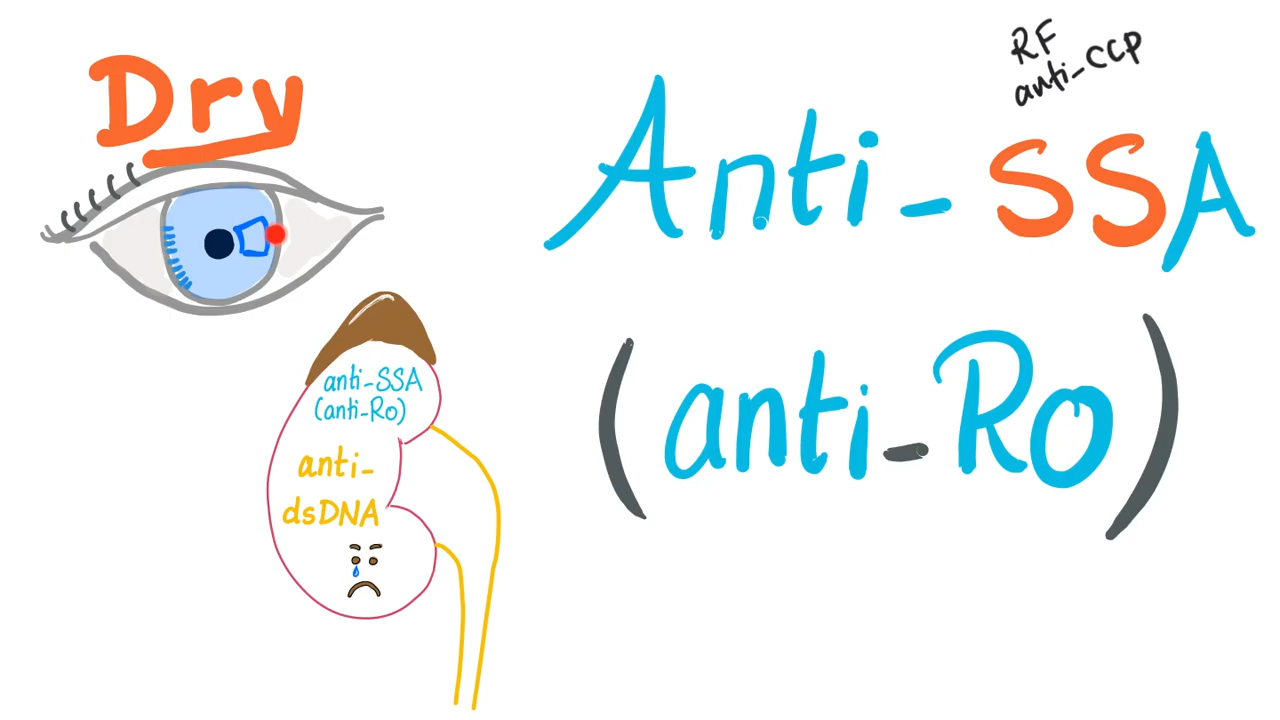 Dry
RF
anti-CCP
Anti-SSA
(anti-Ro)
anti-SSA
(anti-Ro)
anti-
dsDNA